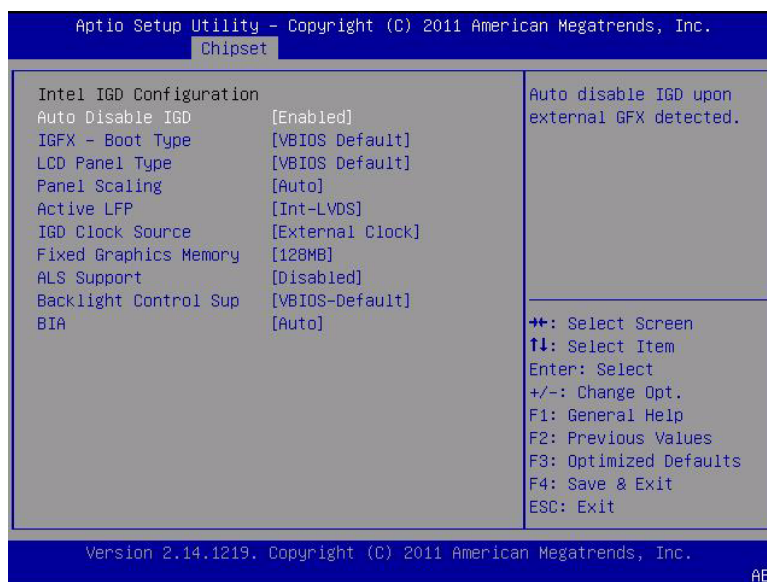 Aptio Setup Utility – Copyright (C) 2011 American Megatrends, Inc.
Chipset
Intel IGD Configuration
Auto Disable IGD [Enabled]
IGFX – Boot Type [VBIOS Default]
LCD Panel Type [VBIOS Default]
Panel Scaling [Auto]
Active LFP [Int-LVDS]
IGD Clock Source [External Clock]
Fixed Graphics Memory [128MB]
ALS Support [Disabled]
Backlight Control Sup [VBIOS-Default]
BIA [Auto]
Auto disable IGD upon
external GFX detected.
→←: Select Screen
↑↓: Select Item
Enter: Select
+/-: Change Opt.
F1: General Help
F2: Previous Values
F3: Optimized Defaults
F4: Save & Exit
ESC: Exit
Version 2.14.1219. Copyright (C) 2011 American Megatrends, Inc.